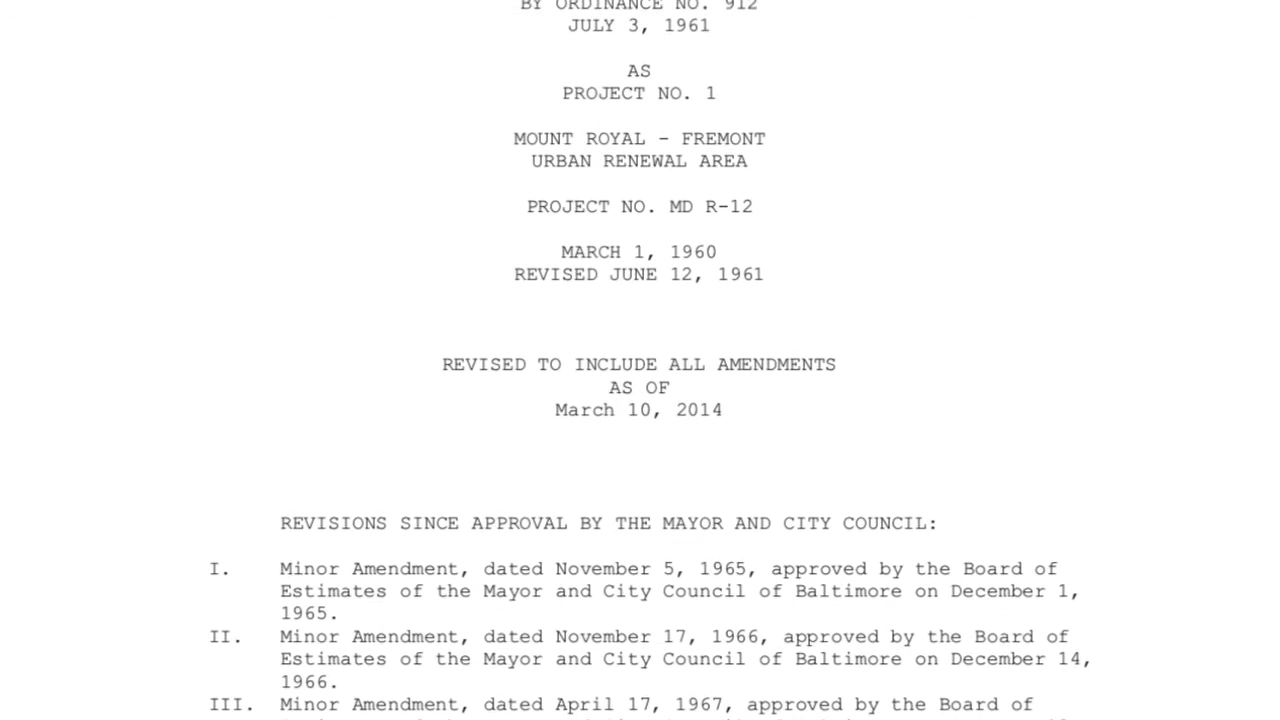 BY ORDINANCE NO. 912
JULY 3, 1961
AS
PROJECT NO. 1
MOUNT ROYAL - FREMONT
URBAN RENEWAL AREA
PROJECT NO. MD R-12
MARCH 1, 1960
REVISED JUNE 12, 1961
REVISED TO INCLUDE ALL AMENDMENTS
AS OF
March 10, 2014
REVISIONS SINCE APPROVAL BY THE MAYOR AND CITY COUNCIL:
I. Minor Amendment, dated November 5, 1965, approved by the Board of
Estimates of the Mayor and City Council of Baltimore on December 1,
1965.
II. Minor Amendment, dated November 17, 1966, approved by the Board of
Estimates of the Mayor and City Council of Baltimore on December 14,
1966.
III. Minor Amendment, dated April 17, 1967, approved by the Board of